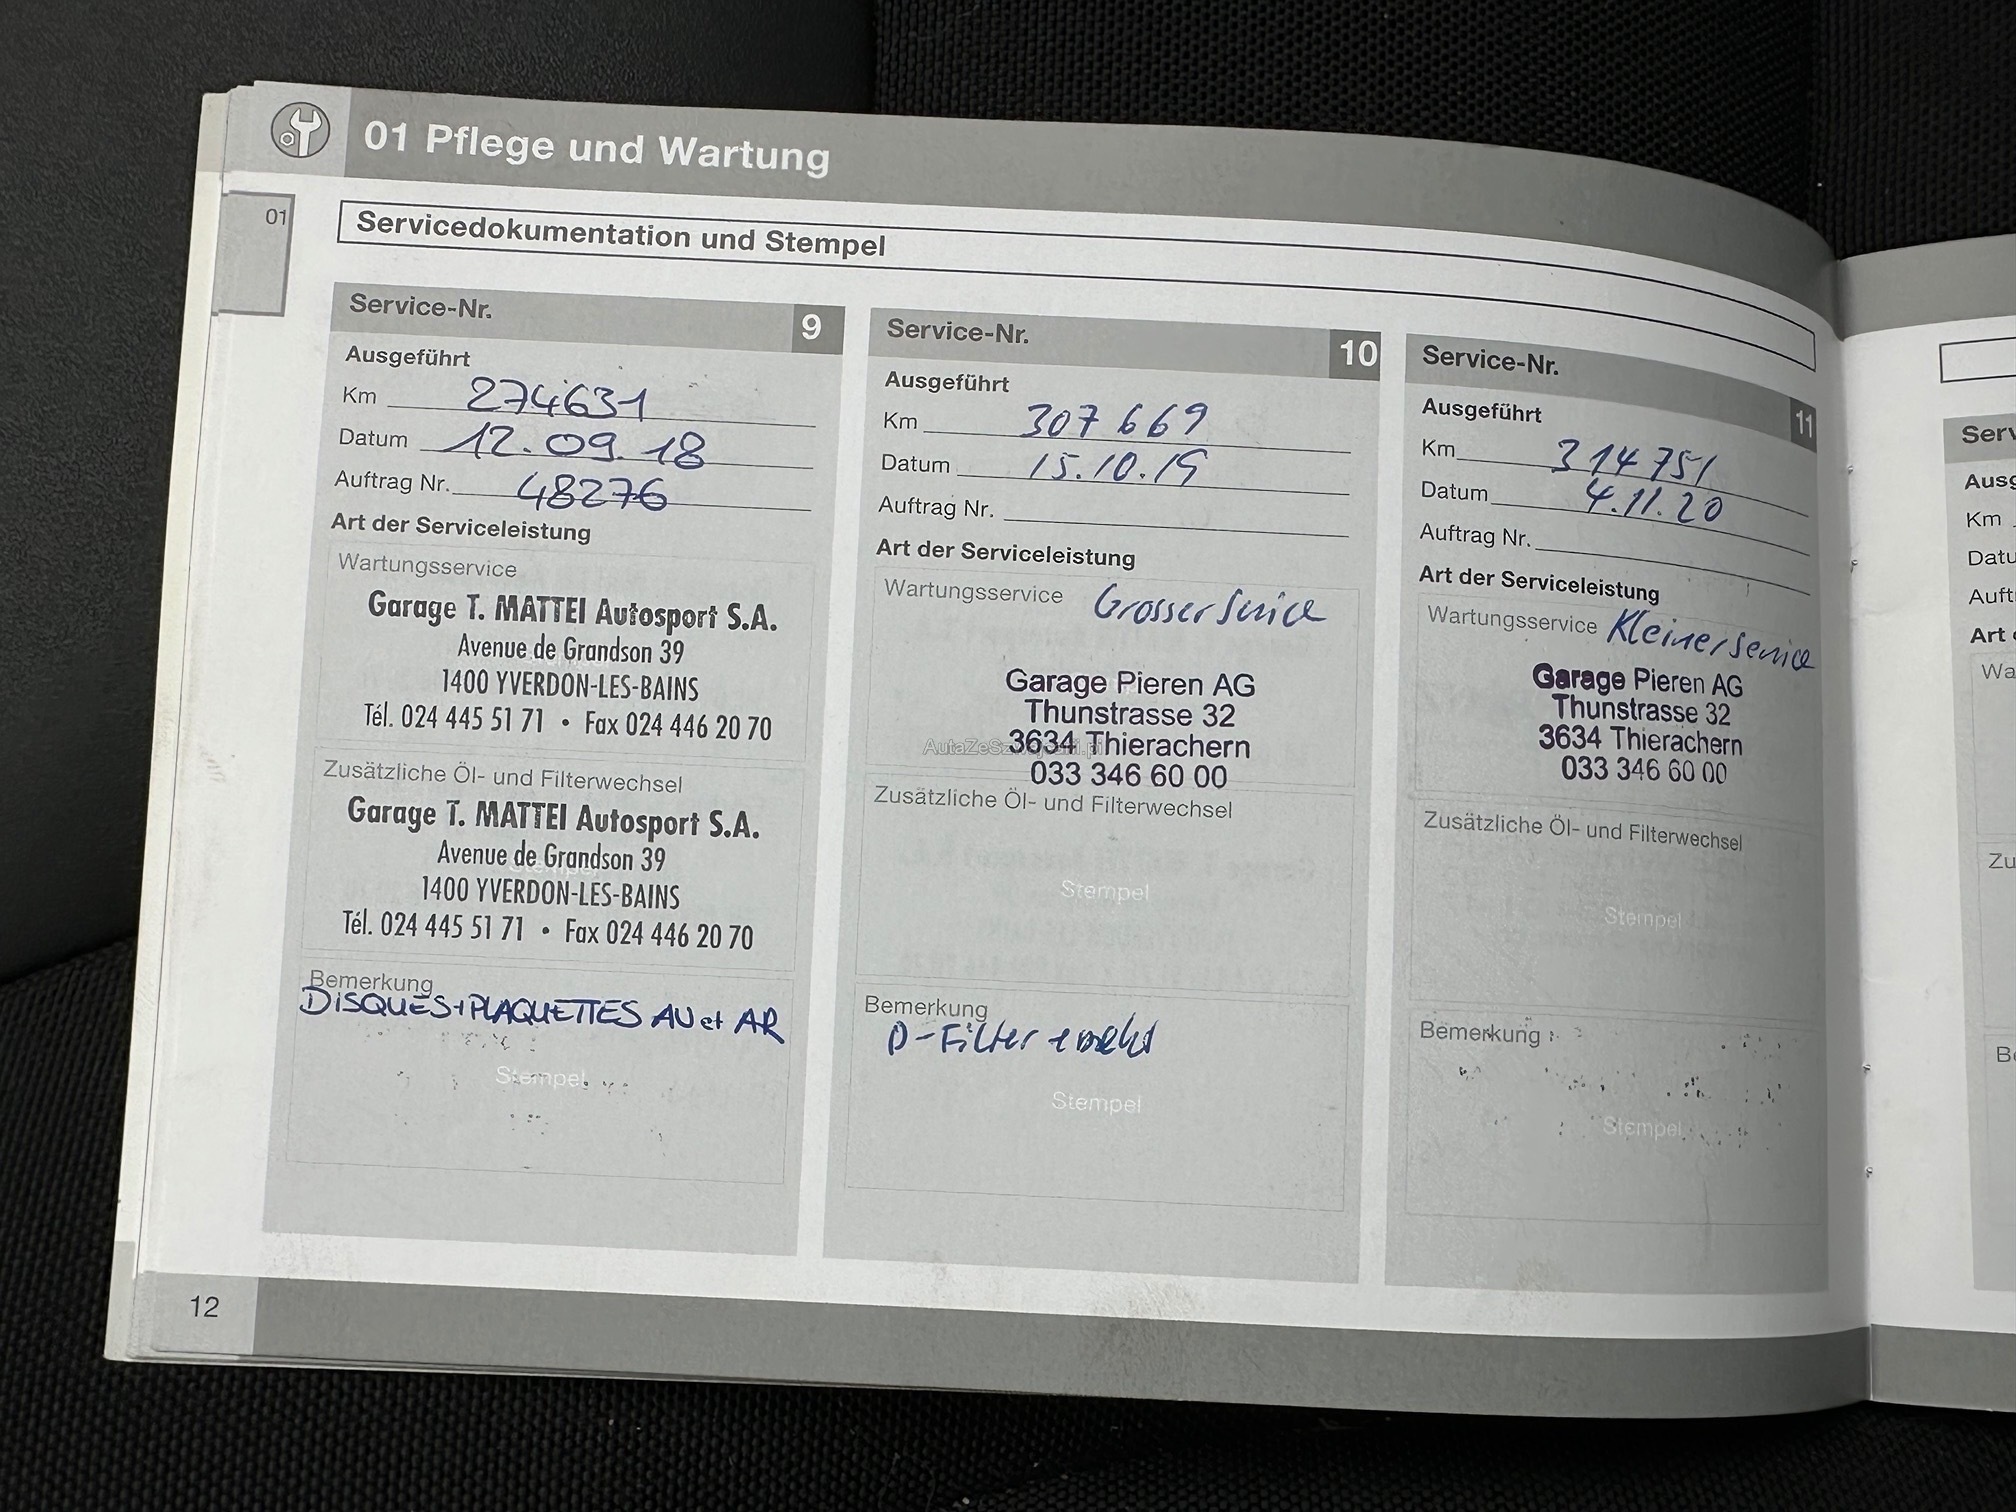 01 Pflege und Wartung
01
Servicedokumentation und Stempel
Service-Nr. 9
Ausgeführt
Km 274631
Datum 12.09.18
Auftrag Nr. 48276
Art der Serviceleistung
Wartungsservice
Garage T. MATTEI Autosport S.A.
Avenue de Grandson 39
1400 YVERDON-LES-BAINS
Tél. 024 445 51 71 • Fax 024 446 20 70
Zusätzliche Öl- und Filterwechsel
Garage T. MATTEI Autosport S.A.
Avenue de Grandson 39
1400 YVERDON-LES-BAINS
Tél. 024 445 51 71 • Fax 024 446 20 70
Stempel
Bemerkung
DISQUES+PLAQUETTES AV et AR
Stempel
Service-Nr. 10
Ausgeführt
Km 307669
Datum 15.10.19
Auftrag Nr.
Art der Serviceleistung
Wartungsservice Grosser Service
Garage Pieren AG
Thunstrasse 32
3634 Thierachern
AutaZeSzwajcarii.pl
033 346 60 00
Zusätzliche Öl- und Filterwechsel
Stempel
Bemerkung
D-Filter
Stempel
Service-Nr. 11
Ausgeführt
Km 314751
Datum 4.11.20
Auftrag Nr.
Art der Serviceleistung
Wartungsservice Kleiner Service
Garage Pieren AG
Thunstrasse 32
3634 Thierachern
033 346 60 00
Zusätzliche Öl- und Filterwechsel
Stempel
Bemerkung
Stempel
12
Km